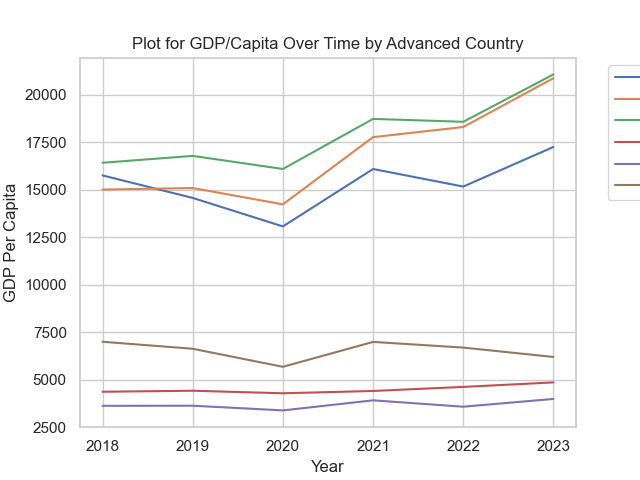 Plot for GDP/Capita Over Time by Advanced Country
20000
17500
15000
12500
10000
7500
5000
2500
GDP Per Capita
2018 2019 2020 2021 2022 2023
Year